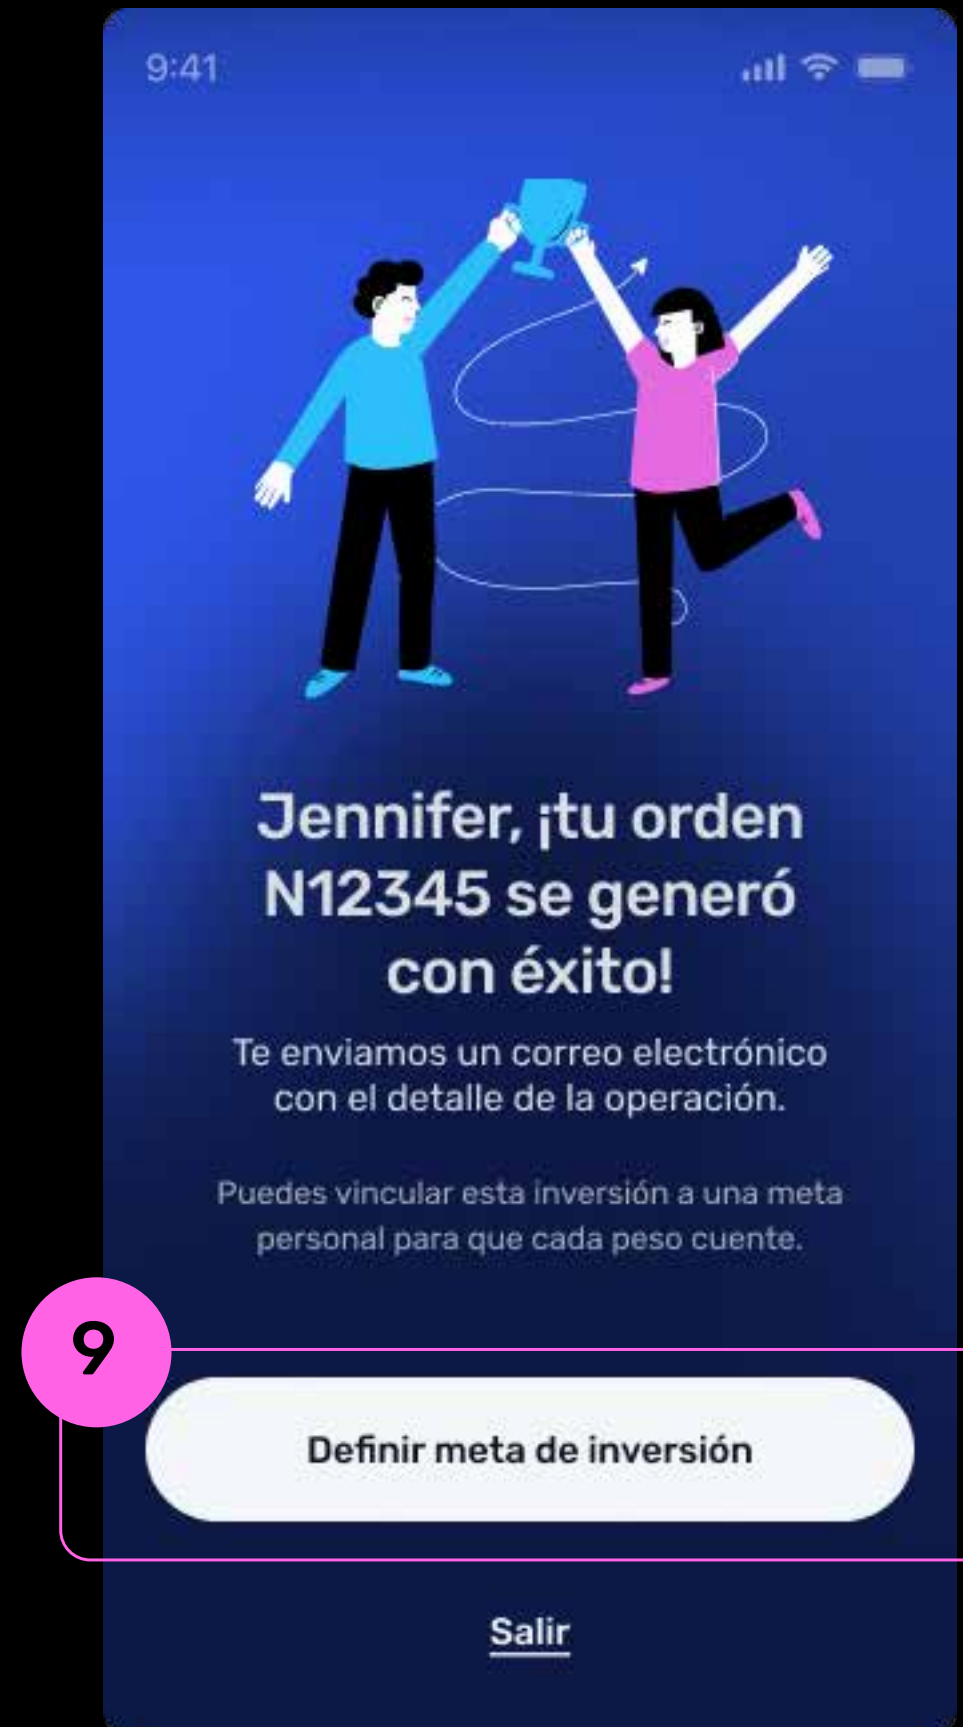 9:41
Jennifer, ¡tu orden
N12345 se generó
con éxito!
Te enviamos un correo electrónico
con el detalle de la operación.
Puedes vincular esta inversión a una meta
personal para que cada peso cuente.
9
Definir meta de inversión
Salir